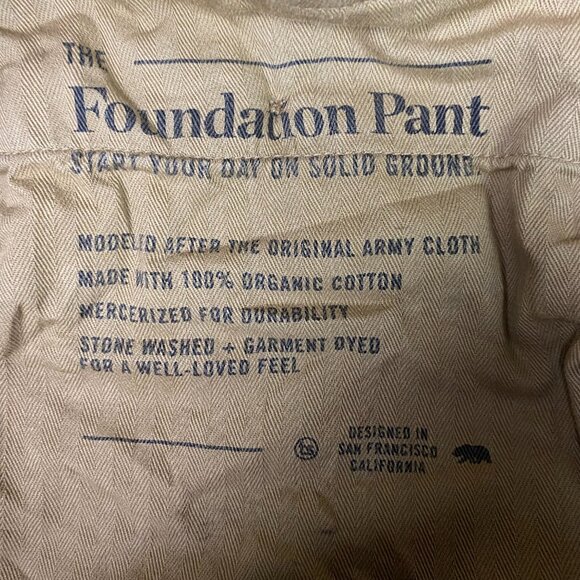 THE
Foundation Pant
START YOUR DAY ON SOLID GROUND.
MODELED AFTER THE ORIGINAL ARMY CLOTH
MADE WITH 100% ORGANIC COTTON
MERCERIZED FOR DURABILITY
STONE WASHED + GARMENT DYED
FOR A WELL-LOVED FEEL
TS
DESIGNED IN
SAN FRANCISCO
CALIFORNIA